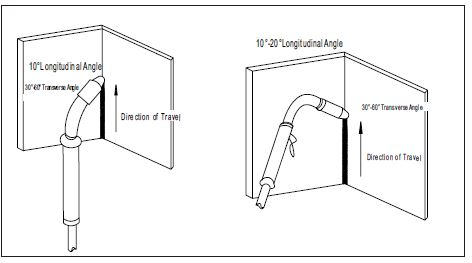 10°Longitudinal Angle
30°-60° Transverse Angle
Direction of Travel
10°-20°Longitudinal Angle
30°-60° Transverse Angle
Direction of Travel